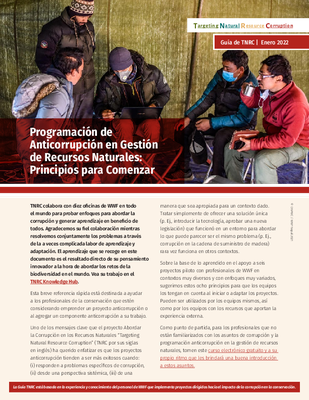 Targeting Natural Resource Corruption
Guía de TNRC | Enero 2022
Programación de
Anticorrupción en Gestión
de Recursos Naturales:
Principios para Comenzar
TNRC colabora con diez oficinas de WWF en todo
el mundo para probar enfoques para abordar la
corrupción y generar aprendizaje en beneficio de
todos. Agradecemos su fiel colaboración mientras
resolvemos conjuntamente los problemas a través
de la a veces complicada labor de aprendizaje y
adaptación. El aprendizaje que se recoge en este
documento es el resultado directo de su pensamiento
innovador a la hora de abordar los retos de la
biodiversidad en el mundo. Vea su trabajo en el
TNRC Knowledge Hub.
Esta breve referencia rápida está destinada a ayudar
a los profesionales de la conservación que estén
considerando emprender un proyecto anticorrupción o
agregar un componente anticorrupción a su trabajo.
Uno de los mensajes clave que el proyecto Abordar
la Corrupción en los Recursos Naturales "Targeting
Natural Resource Corruption" (TNRC por sus siglas
en inglés) ha querido enfatizar es que los proyectos
anticorrupción tienden a ser más exitosos cuando:
(i) responden a problemas específicos de corrupción,
(ii) desde una perspectiva sistémica, (iii) de una
manera que sea apropiada para un contexto dado.
Tratar simplemente de ofrecer una solución única
(p. Ej., introducir la tecnología, aprobar una nueva
legislación) que funcionó en un entorno para abordar
lo que puede parecer ser el mismo problema (p. Ej.,
corrupción en la cadena de suministro de madera)
rara vez funciona en otros contextos.
Sobre la base de lo aprendido en el apoyo a seis
proyectos piloto con profesionales de WWF en
contextos muy diversos y con enfoques muy variados,
sugerimos estos ocho principios para que los equipos
los tengan en cuenta al iniciar o adaptar los proyectos.
Pueden ser utilizados por los equipos mismos, así
como por los equipos con los recursos que aportan la
experiencia externa.
Como punto de partida, para los profesionales que no
están familiarizados con los asuntos de corrupción y la
programación anticorrupción en la gestión de recursos
naturales, tomen este curso electrónico gratuito y a su
propio ritmo que les brindará una buena introducción
a estos asuntos.
La Guía TNRC está basada en la experiencia y conocimiento del personal de WWF que implementa proyectos dirigidos hacia el impacto de la corrupción en la conservación.